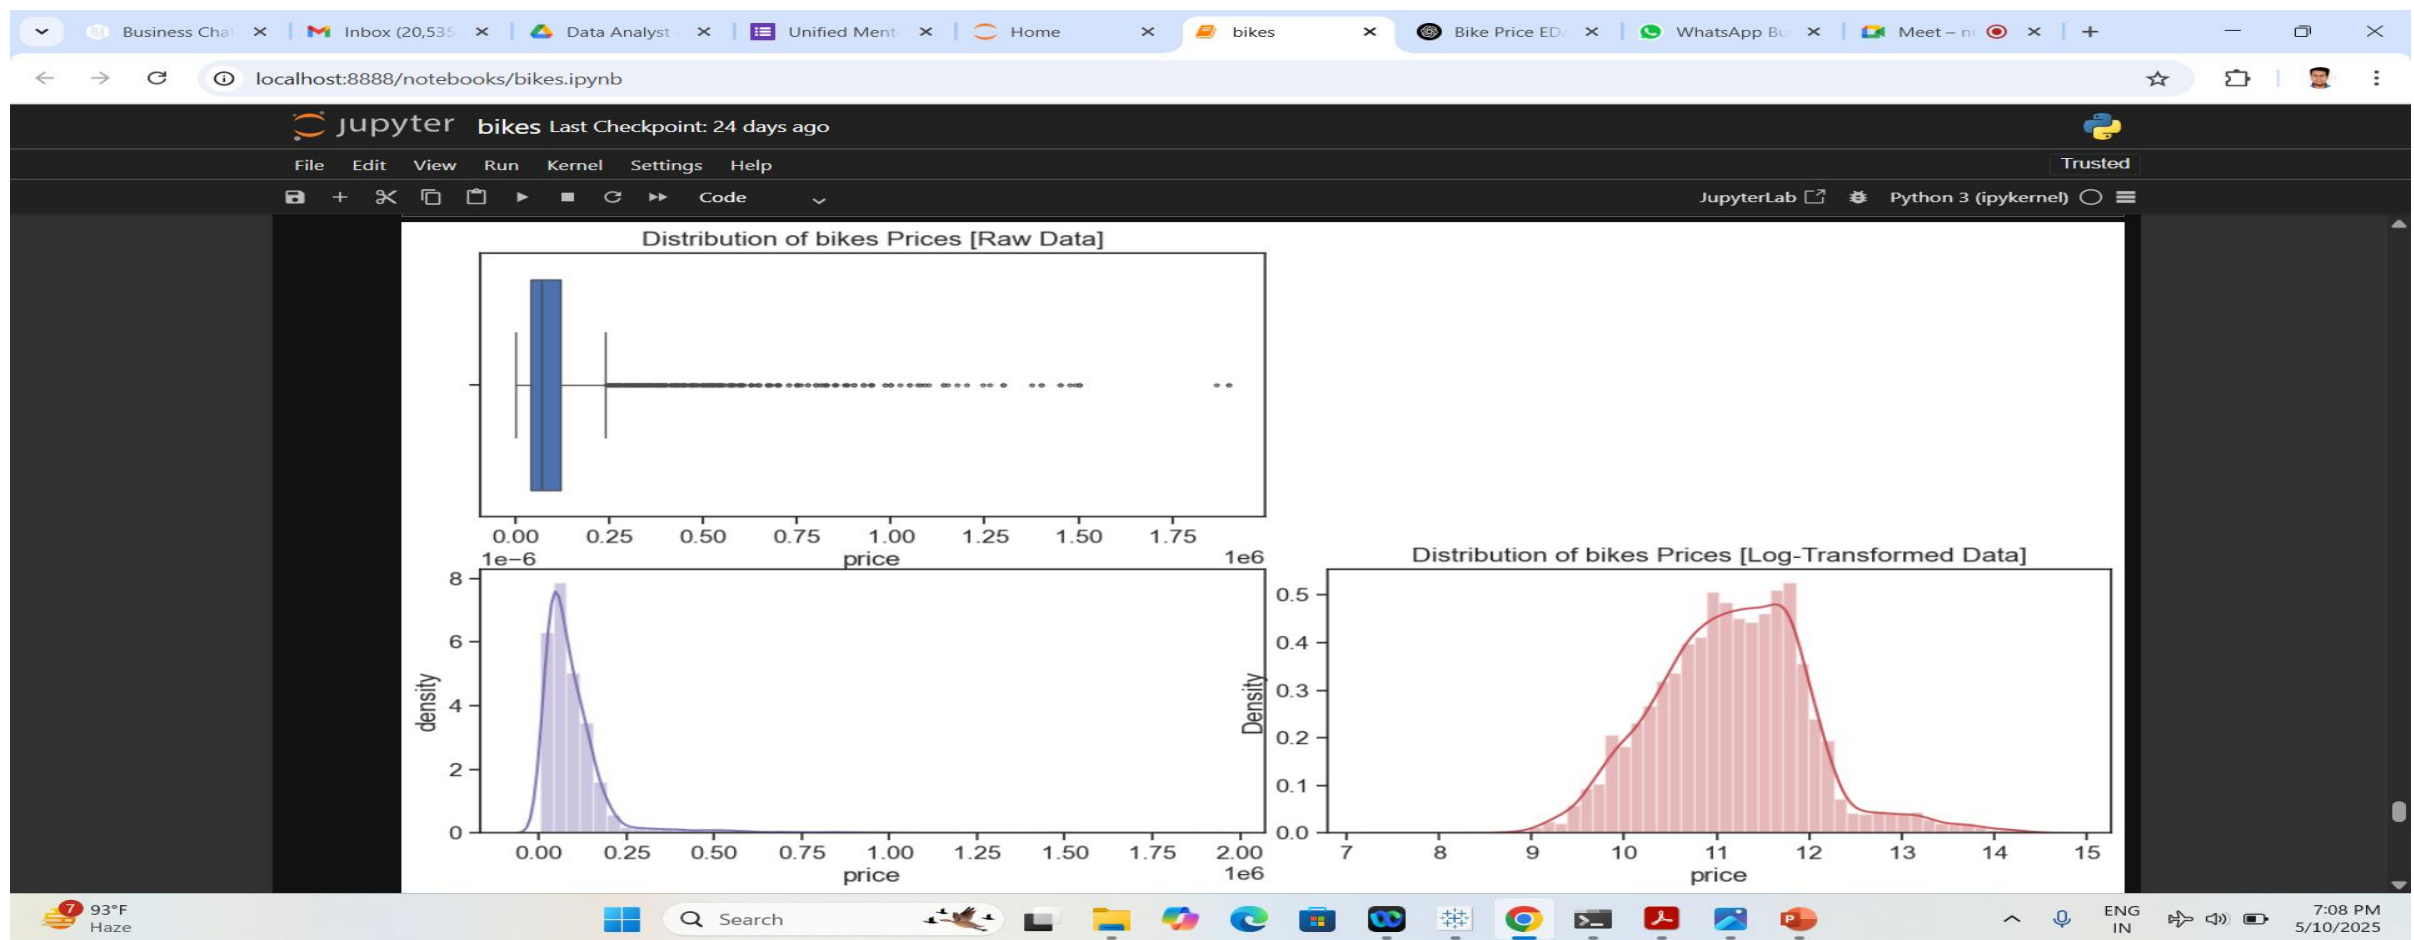 Business Cha
Inbox (20,535
Data Analyst
Unified Ment
Home
bikes
Bike Price ED
WhatsApp Bu
Meet – n
localhost:8888/notebooks/bikes.ipynb
jupyter bikes Last Checkpoint: 24 days ago
File Edit View Run Kernel Settings Help
Trusted
Code
JupyterLab
Python 3 (ipykernel)
Distribution of bikes Prices [Raw Data]
0.00 0.25 0.50 0.75 1.00 1.25 1.50 1.75
price
1e6
1e−6
8
6
4
2
0
density
0.00 0.25 0.50 0.75 1.00 1.25 1.50 1.75 2.00
price
1e6
Distribution of bikes Prices [Log-Transformed Data]
0.5
0.4
0.3
0.2
0.1
0.0
Density
7 8 9 10 11 12 13 14 15
price
7
93°F
Haze
Search
ENG
IN
7:08 PM
5/10/2025